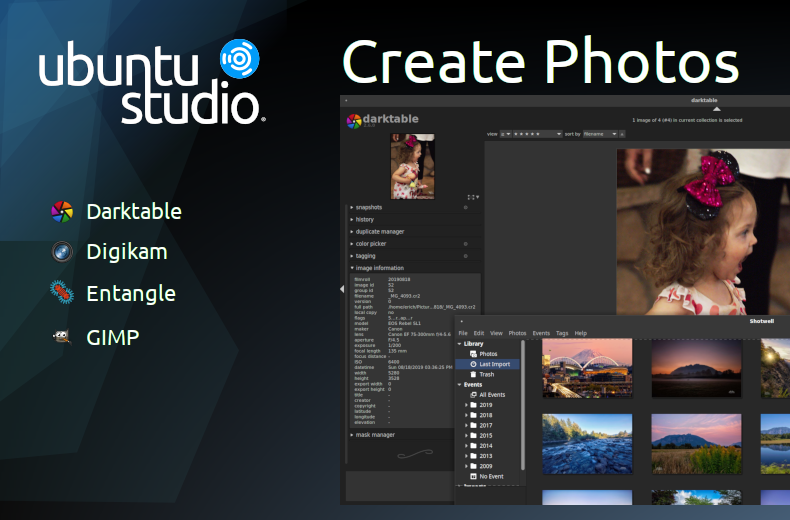 ubuntu
studio
Create Photos
Darktable
Digikam
Entangle
GIMP
darktable
darktable
1 image of 4 (#4) in current collection is selected
view
sort by filename
snapshots
history
duplicate manager
color picker
tagging
image information
filmroll 20190818
image id 52
group id 52
filename _MG_4093.cr2
version 0
full path /home/erich/Pictur...818/_MG_4093.cr2
local copy no
model EOS Rebel SL1
maker Canon
lens Canon EF 75-300mm f/4-5.6
aperture f/4.5
exposure 1/200
focal length 135 mm
focus distance -
ISO 6400
datetime Sun 08/18/2019 03:36:20 PM
width 5280
height 3528
export width 0
export height 0
title -
creator -
copyright -
latitude -
longitude -
elevation -
mask manager
Shotwell
File Edit View Photos Events Tags Help
Library
Photos
Last Import
Trash
Events
All Events
2019
2018
2017
2015
2014
2013
2009
No Event